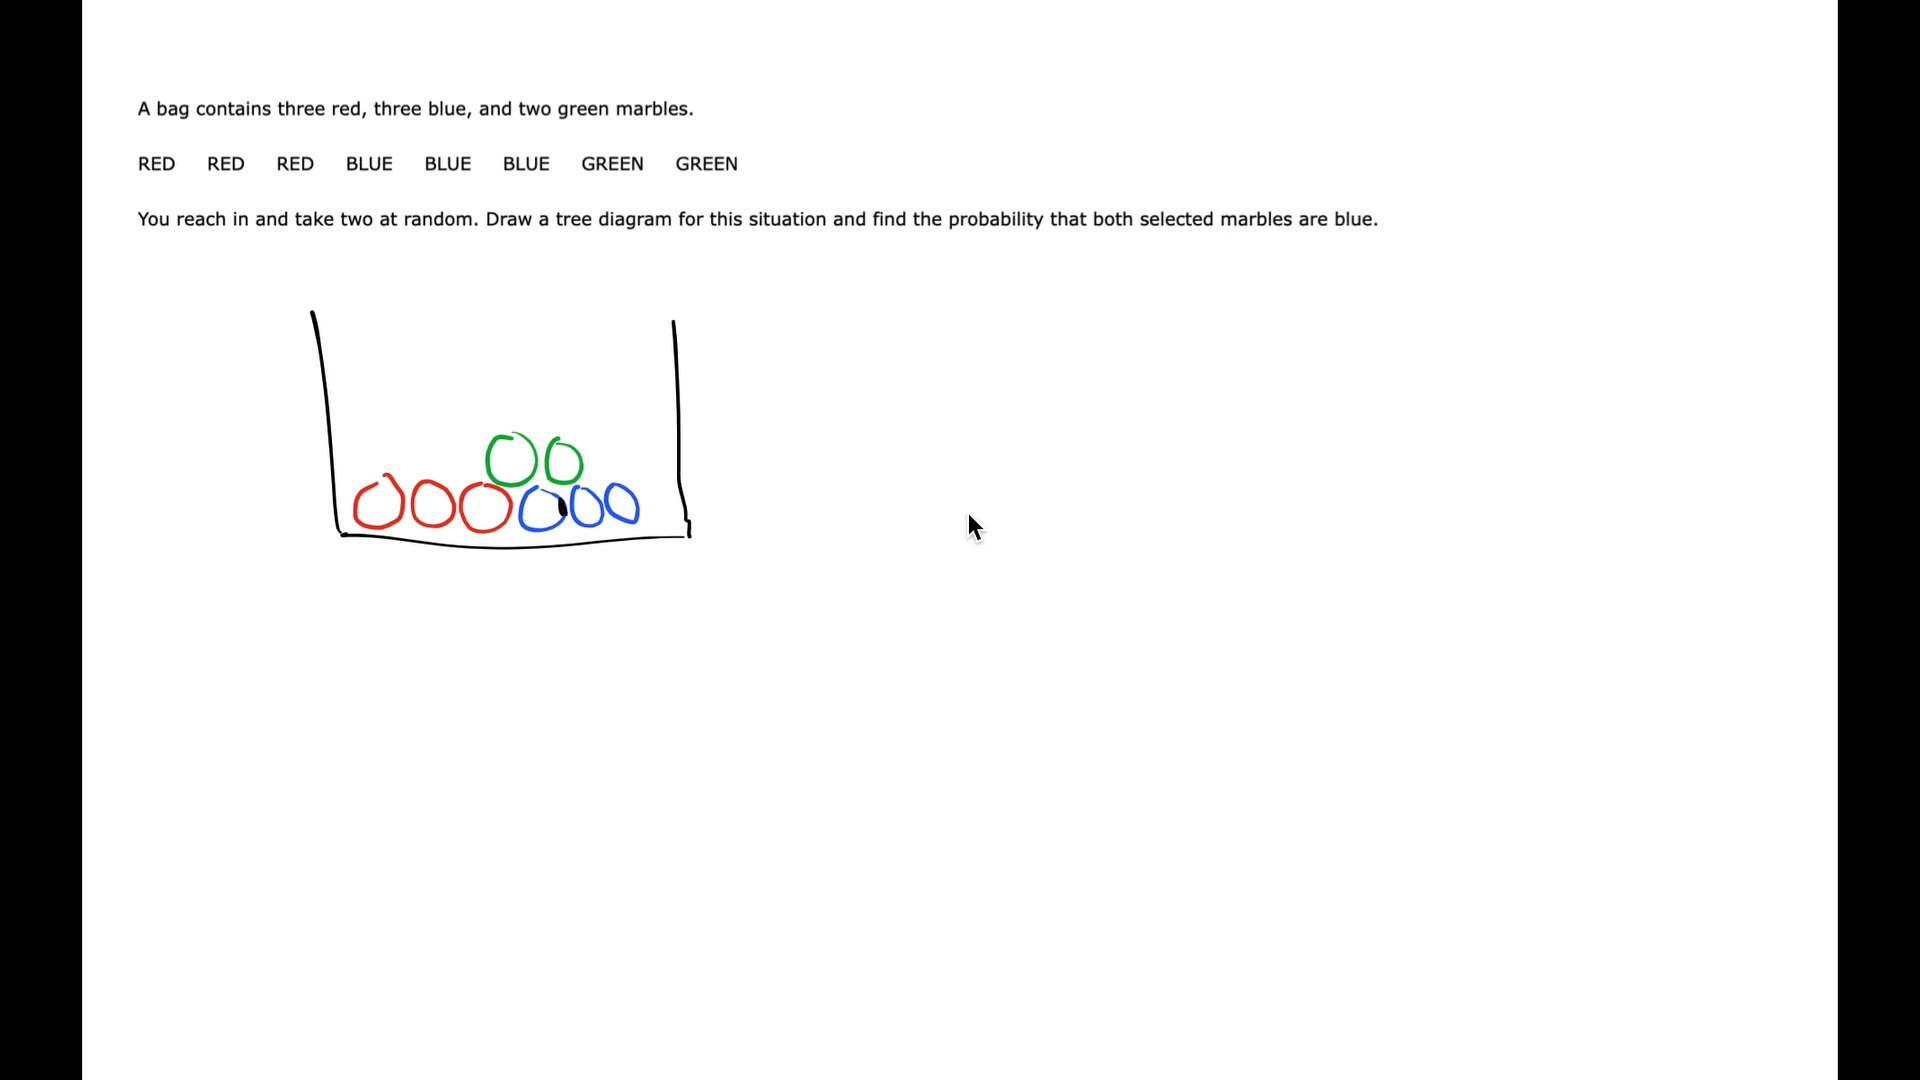 A bag contains three red, three blue, and two green marbles.
RED RED RED BLUE BLUE BLUE GREEN GREEN
You reach in and take two at random. Draw a tree diagram for this situation and find the probability that both selected marbles are blue.